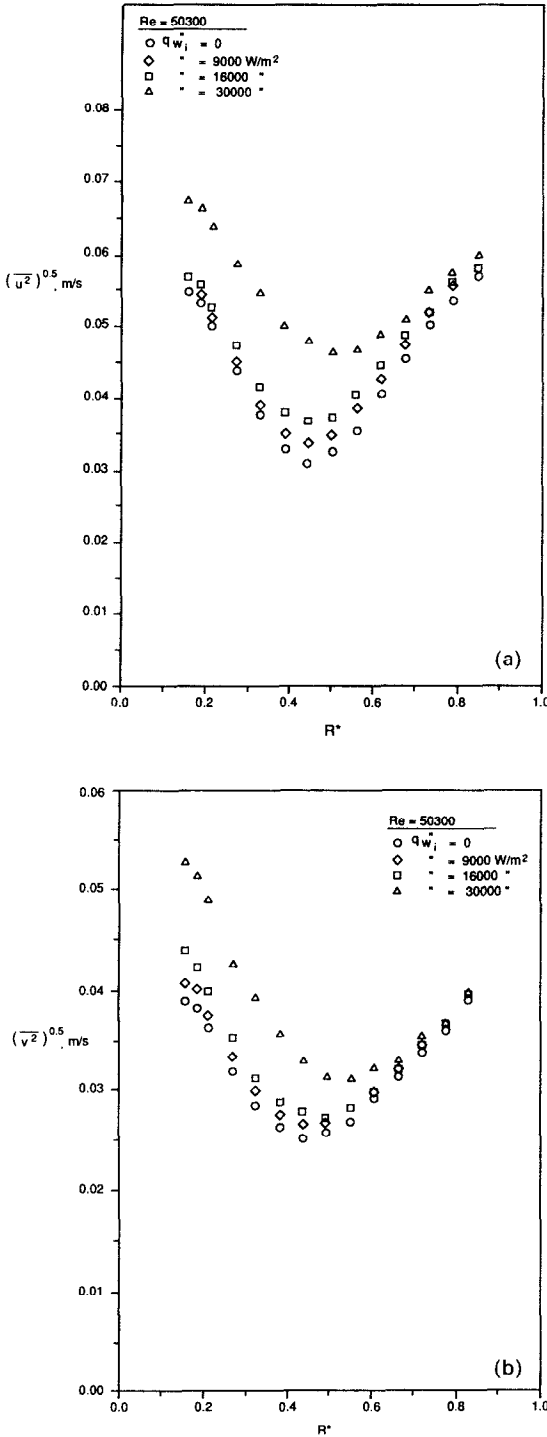 Re = 50300
○ q"wi = 0
◇ " = 9000 W/m²
□ " = 16000 "
△ " = 30000 "
0.08
0.07
0.06
(u²)^0.5, m/s
0.05
0.04
0.03
0.02
0.01
0.00
(a)
0.0 0.2 0.4 0.6 0.8 1.0
R*
0.06
Re = 50300
○ q"wi = 0
◇ " = 9000 W/m²
□ " = 16000 "
△ " = 30000 "
0.05
0.04
(v²)^0.5, m/s
0.03
0.02
0.01
(b)
0.00
0.0 0.2 0.4 0.6 0.8 1.0
R*